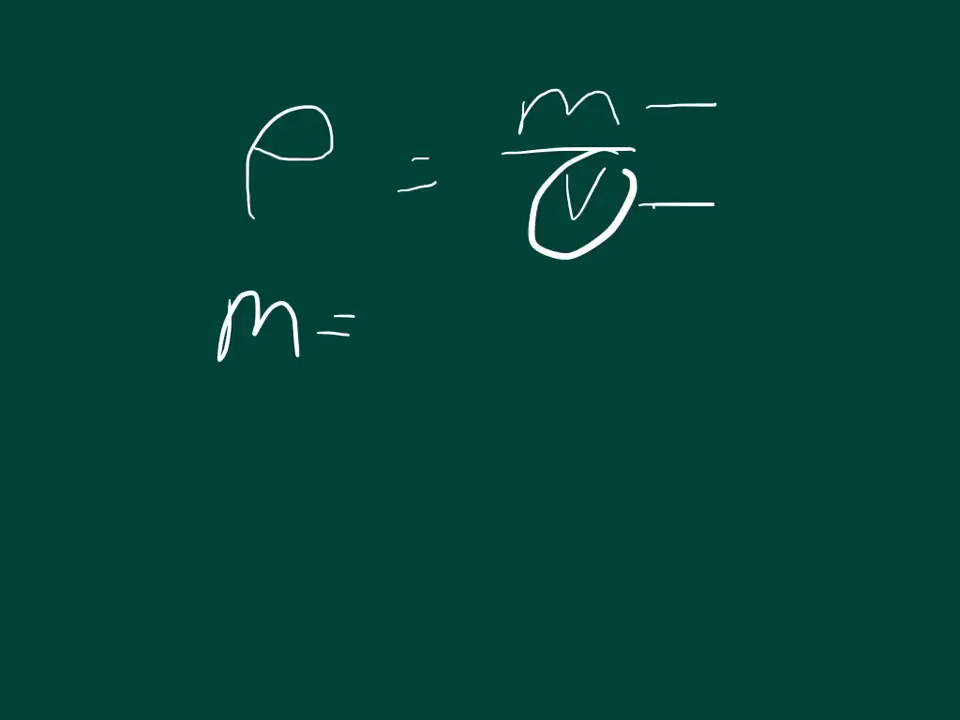 ρ = m/V
m =